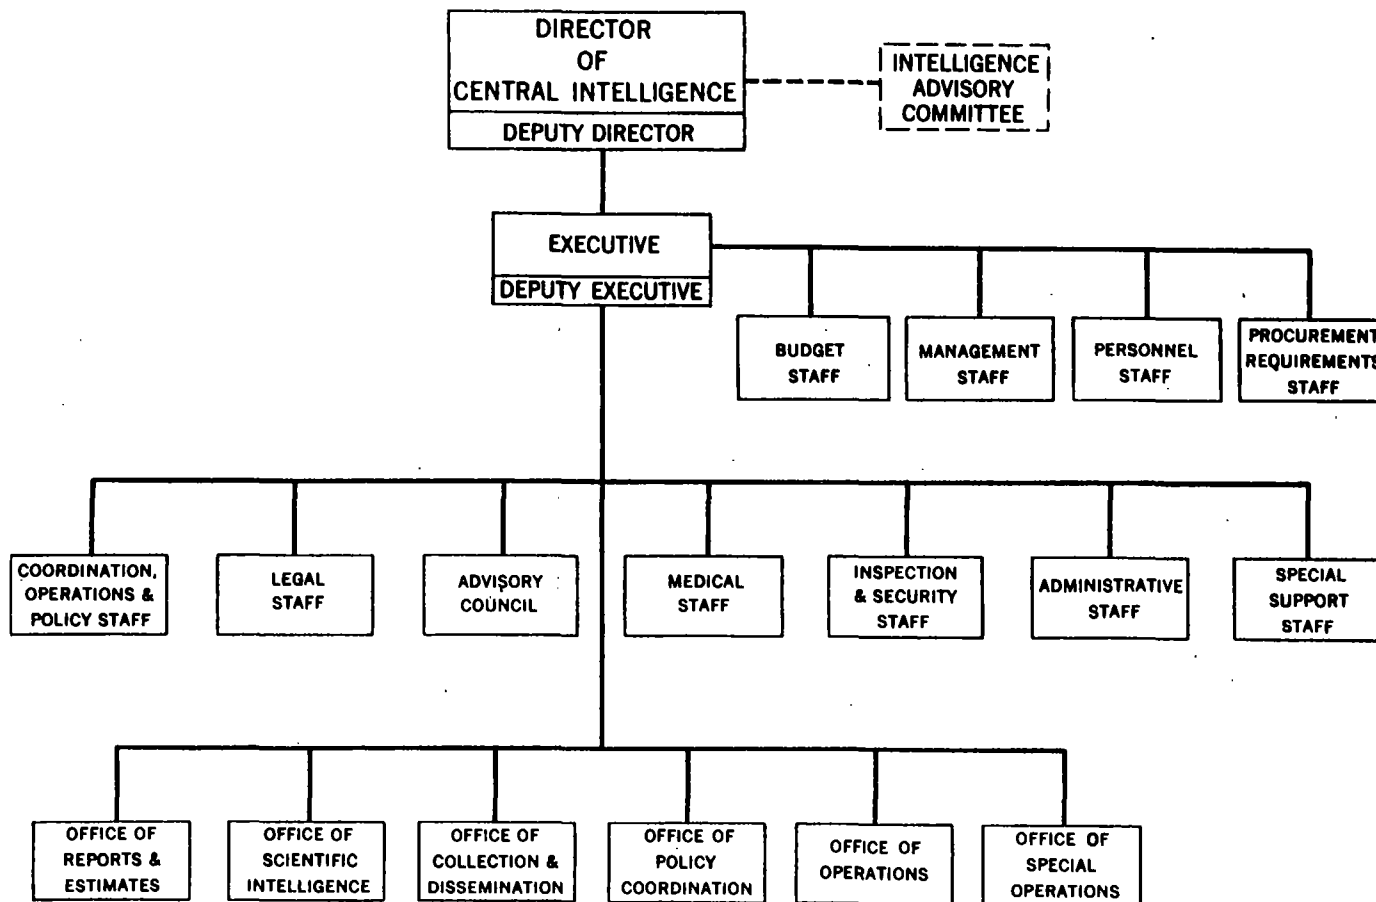 DIRECTOR
OF
CENTRAL INTELLIGENCE
DEPUTY DIRECTOR
INTELLIGENCE
ADVISORY
COMMITTEE
EXECUTIVE
DEPUTY EXECUTIVE
BUDGET
STAFF
MANAGEMENT
STAFF
PERSONNEL
STAFF
PROCUREMENT
REQUIREMENTS
STAFF
COORDINATION,
OPERATIONS &
POLICY STAFF
LEGAL
STAFF
ADVISORY
COUNCIL
MEDICAL
STAFF
INSPECTION
& SECURITY
STAFF
ADMINISTRATIVE
STAFF
SPECIAL
SUPPORT
STAFF
OFFICE OF
REPORTS &
ESTIMATES
OFFICE OF
SCIENTIFIC
INTELLIGENCE
OFFICE OF
COLLECTION &
DISSEMINATION
OFFICE OF
POLICY
COORDINATION
OFFICE OF
OPERATIONS
OFFICE OF
SPECIAL
OPERATIONS